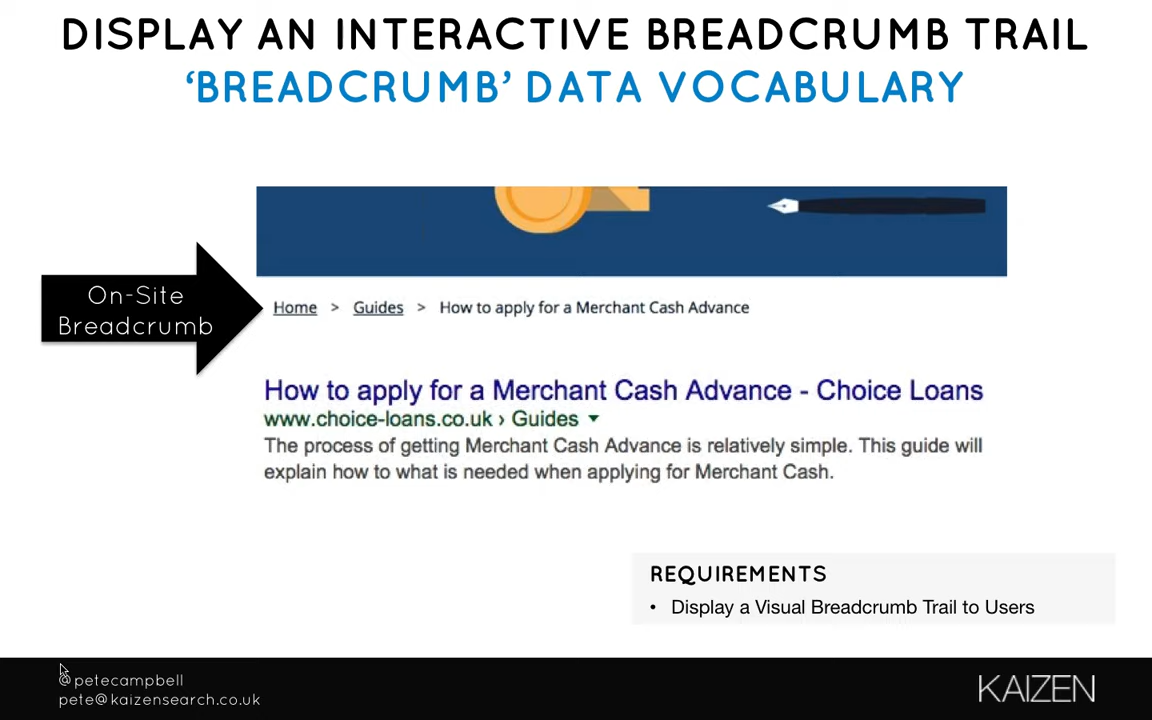 DISPLAY AN INTERACTIVE BREADCRUMB TRAIL
‘BREADCRUMB’ DATA VOCABULARY
On-Site
Breadcrumb
Home > Guides > How to apply for a Merchant Cash Advance
How to apply for a Merchant Cash Advance - Choice Loans
www.choice-loans.co.uk › Guides
The process of getting Merchant Cash Advance is relatively simple. This guide will
explain how to what is needed when applying for Merchant Cash.
REQUIREMENTS
• Display a Visual Breadcrumb Trail to Users
@petecampbell
pete@kaizensearch.co.uk
KAIZEN